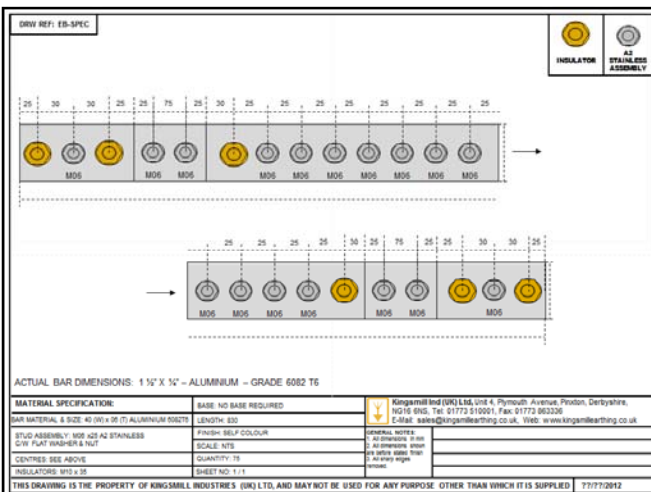 DRW REF: EB-SPEC
INSULATOR
A2
STAINLESS
ASSEMBLY
25 30 30 25 25 75 25 30 25 25 25 25 25 25 25
M06 M06 M06 M06 M06 M06 M06 M06 M06 M06
25 25 25 25 30 25 75 25 30 30 25
M06 M06 M06 M06 M06 M06 M06
ACTUAL BAR DIMENSIONS: 1 ½" X ¼" – ALUMINIUM – GRADE 6082 T6
MATERIAL SPECIFICATION:
BAR MATERIAL & SIZE: 40 (W) x 06 (T) ALUMINIUM 6082T6
STUD ASSEMBLY: M06 x25 A2 STAINLESS
C/W FLAT WASHER & NUT
CENTRES: SEE ABOVE
INSULATORS: M10 x 35
BASE: NO BASE REQUIRED
LENGTH: 830
FINISH: SELF COLOUR
SCALE: NTS
QUANTITY: 75
SHEET NO: 1 / 1
Kingsmill Ind (UK) Ltd, Unit 4, Plymouth Avenue, Pinxton, Derbyshire,
NG16 6NS, Tel: 01773 510001, Fax: 01773 863336
E-Mail: sales@kingsmillearthing.co.uk, Web: www.kingsmillearthing.co.uk
GENERAL NOTES:
1. All dimensions in mm
2. All dimensions shown
are before stated finish
3. All sharp edges
removed
THIS DRAWING IS THE PROPERTY OF KINGSMILL INDUSTRIES (UK) LTD, AND MAY NOT BE USED FOR ANY PURPOSE OTHER THAN WHICH IT IS SUPPLIED
??/??/2012